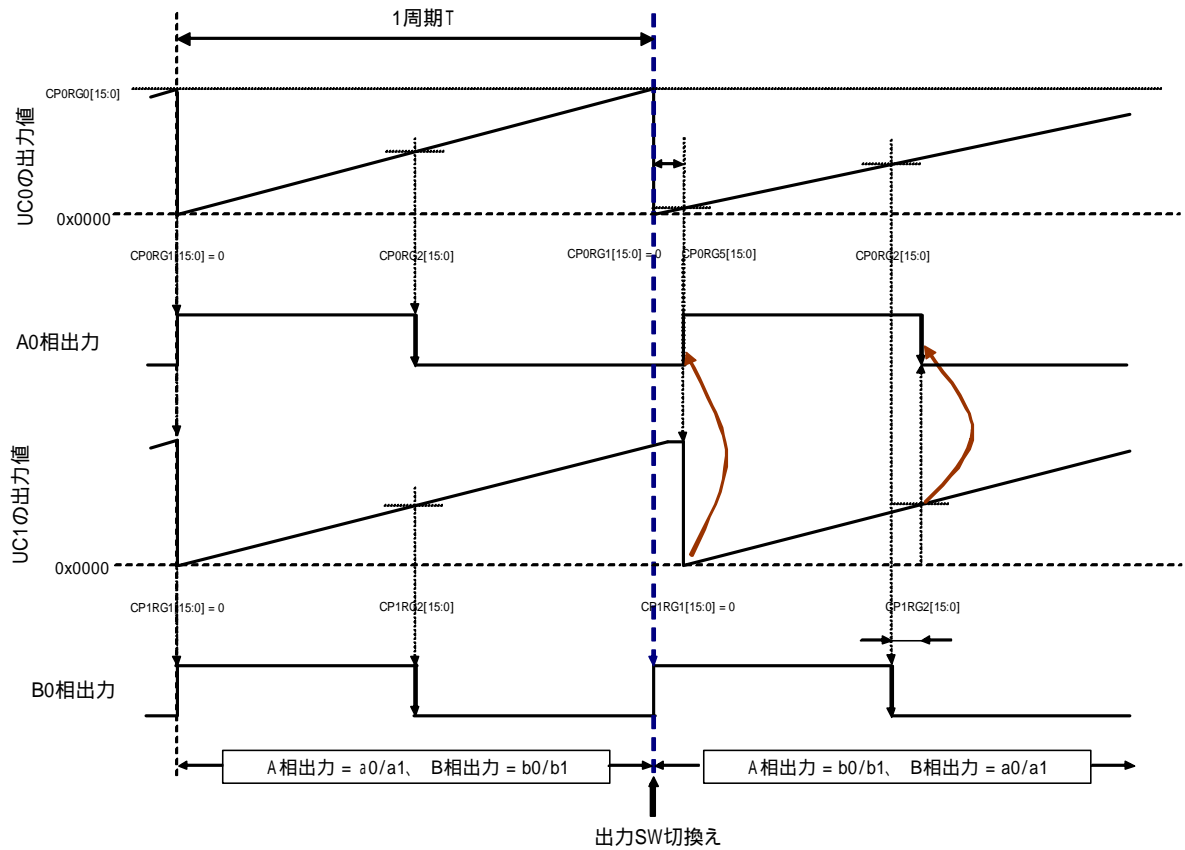 1周期T
CP0RG0[15:0]
UC0の出力値
0x0000
CP0RG1[15:0] = 0
CP0RG2[15:0]
CP0RG1[15:0] = 0
CP0RG5[15:0]
CP0RG2[15:0]
A0相出力
UC1の出力値
0x0000
CP1RG1[15:0] = 0
CP1RG2[15:0]
CP1RG1[15:0] = 0
CP1RG2[15:0]
B0相出力
A相出力 = a0/a1、 B相出力 = b0/b1
A相出力 = b0/b1、 B相出力 = a0/a1
出力SW切換え